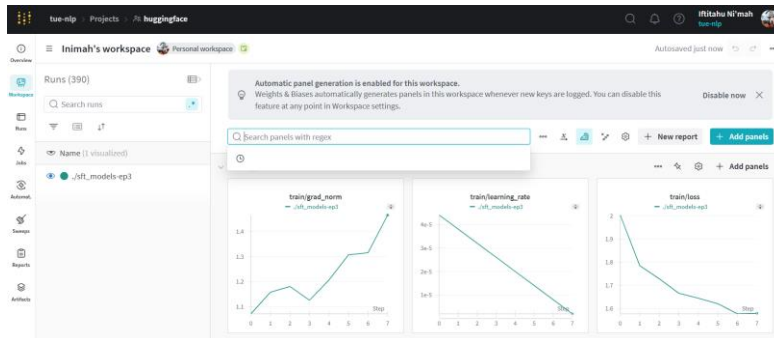 tue-nlp > Projects > huggingface
Iftitahu Ni'mah
tue-nlp
Overview
Workspace
Runs
Jobs
Automat.
Sweeps
Reports
Artifacts
Inimah's workspace Personal workspace
Autosaved just now
Runs (390)
Search runs
Name (1 visualized)
./sft_models-ep3
Automatic panel generation is enabled for this workspace.
Weights & Biases automatically generates panels in this workspace whenever new keys are logged. You can disable this
feature at any point in Workspace settings.
Disable now
Search panels with regex
New report
Add panels
Add panels
train/grad_norm
./sft_models-ep3
1.4
1.3
1.2
1.1
Step
0 1 2 3 4 5 6 7
train/learning_rate
./sft_models-ep3
4e-5
3e-5
2e-5
1e-5
Step
0 1 2 3 4 5 6 7
train/loss
./sft_models-ep3
2
1.9
1.8
1.7
1.6
Step
0 1 2 3 4 5 6 7